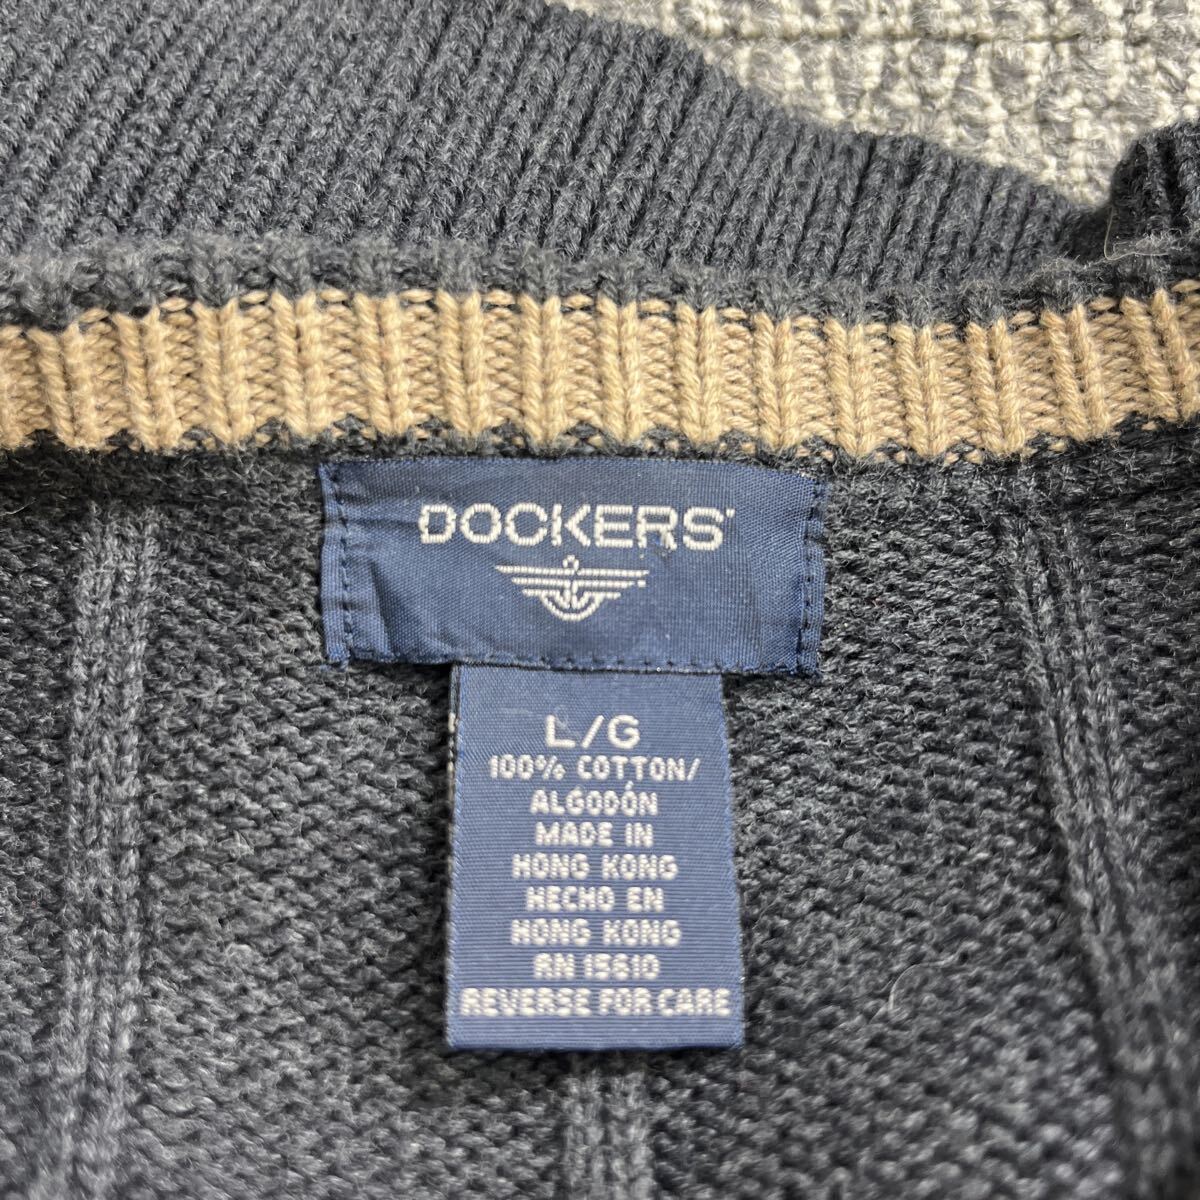 DOCKERS
L/G
100% COTTON/
ALGODÓN
MADE IN
HONG KONG
HECHO EN
HONG KONG
RN 15610
REVERSE FOR CARE